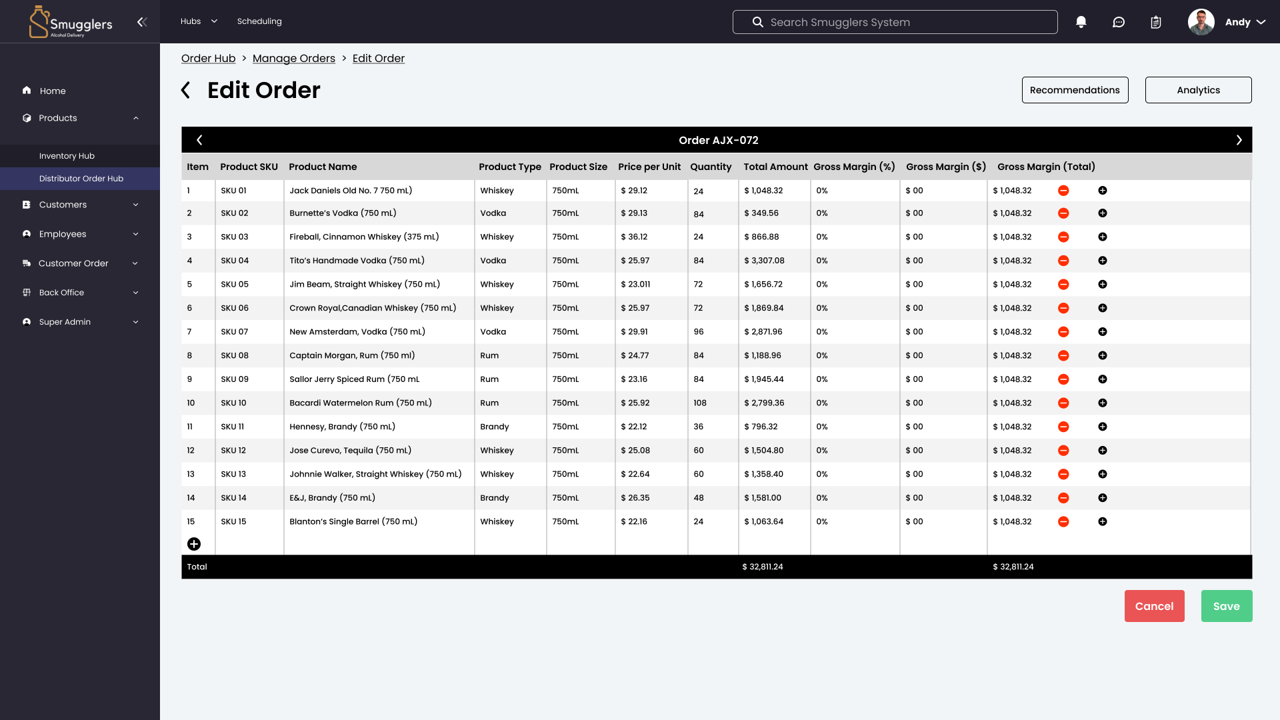 Smugglers
Alcohol Delivery
Hubs Scheduling Search Smugglers System Andy
Home
Products
Inventory Hub
Distributor Order Hub
Customers
Employees
Customer Order
Back Office
Super Admin
Order Hub > Manage Orders > Edit Order
Edit Order
Recommendations Analytics
Order AJX-072
Item Product SKU Product Name Product Type Product Size Price per Unit Quantity Total Amount Gross Margin (%) Gross Margin ($) Gross Margin (Total)
1 SKU 01 Jack Daniels Old No. 7 750 mL) Whiskey 750mL $ 29.12 24 $ 1,048.32 0% $ 00 $ 1,048.32
2 SKU 02 Burnette's Vodka (750 mL) Vodka 750mL $ 29.13 84 $ 349.56 0% $ 00 $ 1,048.32
3 SKU 03 Fireball, Cinnamon Whiskey (375 mL) Whiskey 750mL $ 36.12 24 $ 866.88 0% $ 00 $ 1,048.32
4 SKU 04 Tito's Handmade Vodka (750 mL) Vodka 750mL $ 25.97 84 $ 3,307.08 0% $ 00 $ 1,048.32
5 SKU 05 Jim Beam, Straight Whiskey (750 mL) Whiskey 750mL $ 23.011 72 $ 1,656.72 0% $ 00 $ 1,048.32
6 SKU 06 Crown Royal,Canadian Whiskey (750 mL) Whiskey 750mL $ 25.97 72 $ 1,869.84 0% $ 00 $ 1,048.32
7 SKU 07 New Amsterdam, Vodka (750 mL) Vodka 750mL $ 29.91 96 $ 2,871.96 0% $ 00 $ 1,048.32
8 SKU 08 Captain Morgan, Rum (750 ml) Rum 750mL $ 24.77 84 $ 1,188.96 0% $ 00 $ 1,048.32
9 SKU 09 Sallor Jerry Spiced Rum (750 mL Rum 750mL $ 23.16 84 $ 1,945.44 0% $ 00 $ 1,048.32
10 SKU 10 Bacardi Watermelon Rum (750 mL) Rum 750mL $ 25.92 108 $ 2,799.36 0% $ 00 $ 1,048.32
11 SKU 11 Hennesy, Brandy (750 mL) Brandy 750mL $ 22.12 36 $ 796.32 0% $ 00 $ 1,048.32
12 SKU 12 Jose Curevo, Tequila (750 mL) Whiskey 750mL $ 25.08 60 $ 1,504.80 0% $ 00 $ 1,048.32
13 SKU 13 Johnnie Walker, Straight Whiskey (750 mL) Whiskey 750mL $ 22.64 60 $ 1,358.40 0% $ 00 $ 1,048.32
14 SKU 14 E&J, Brandy (750 mL) Brandy 750mL $ 26.35 48 $ 1,581.00 0% $ 00 $ 1,048.32
15 SKU 15 Blanton's Single Barrel (750 mL) Whiskey 750mL $ 22.16 24 $ 1,063.64 0% $ 00 $ 1,048.32
Total $ 32,811.24 $ 32,811.24
Cancel Save